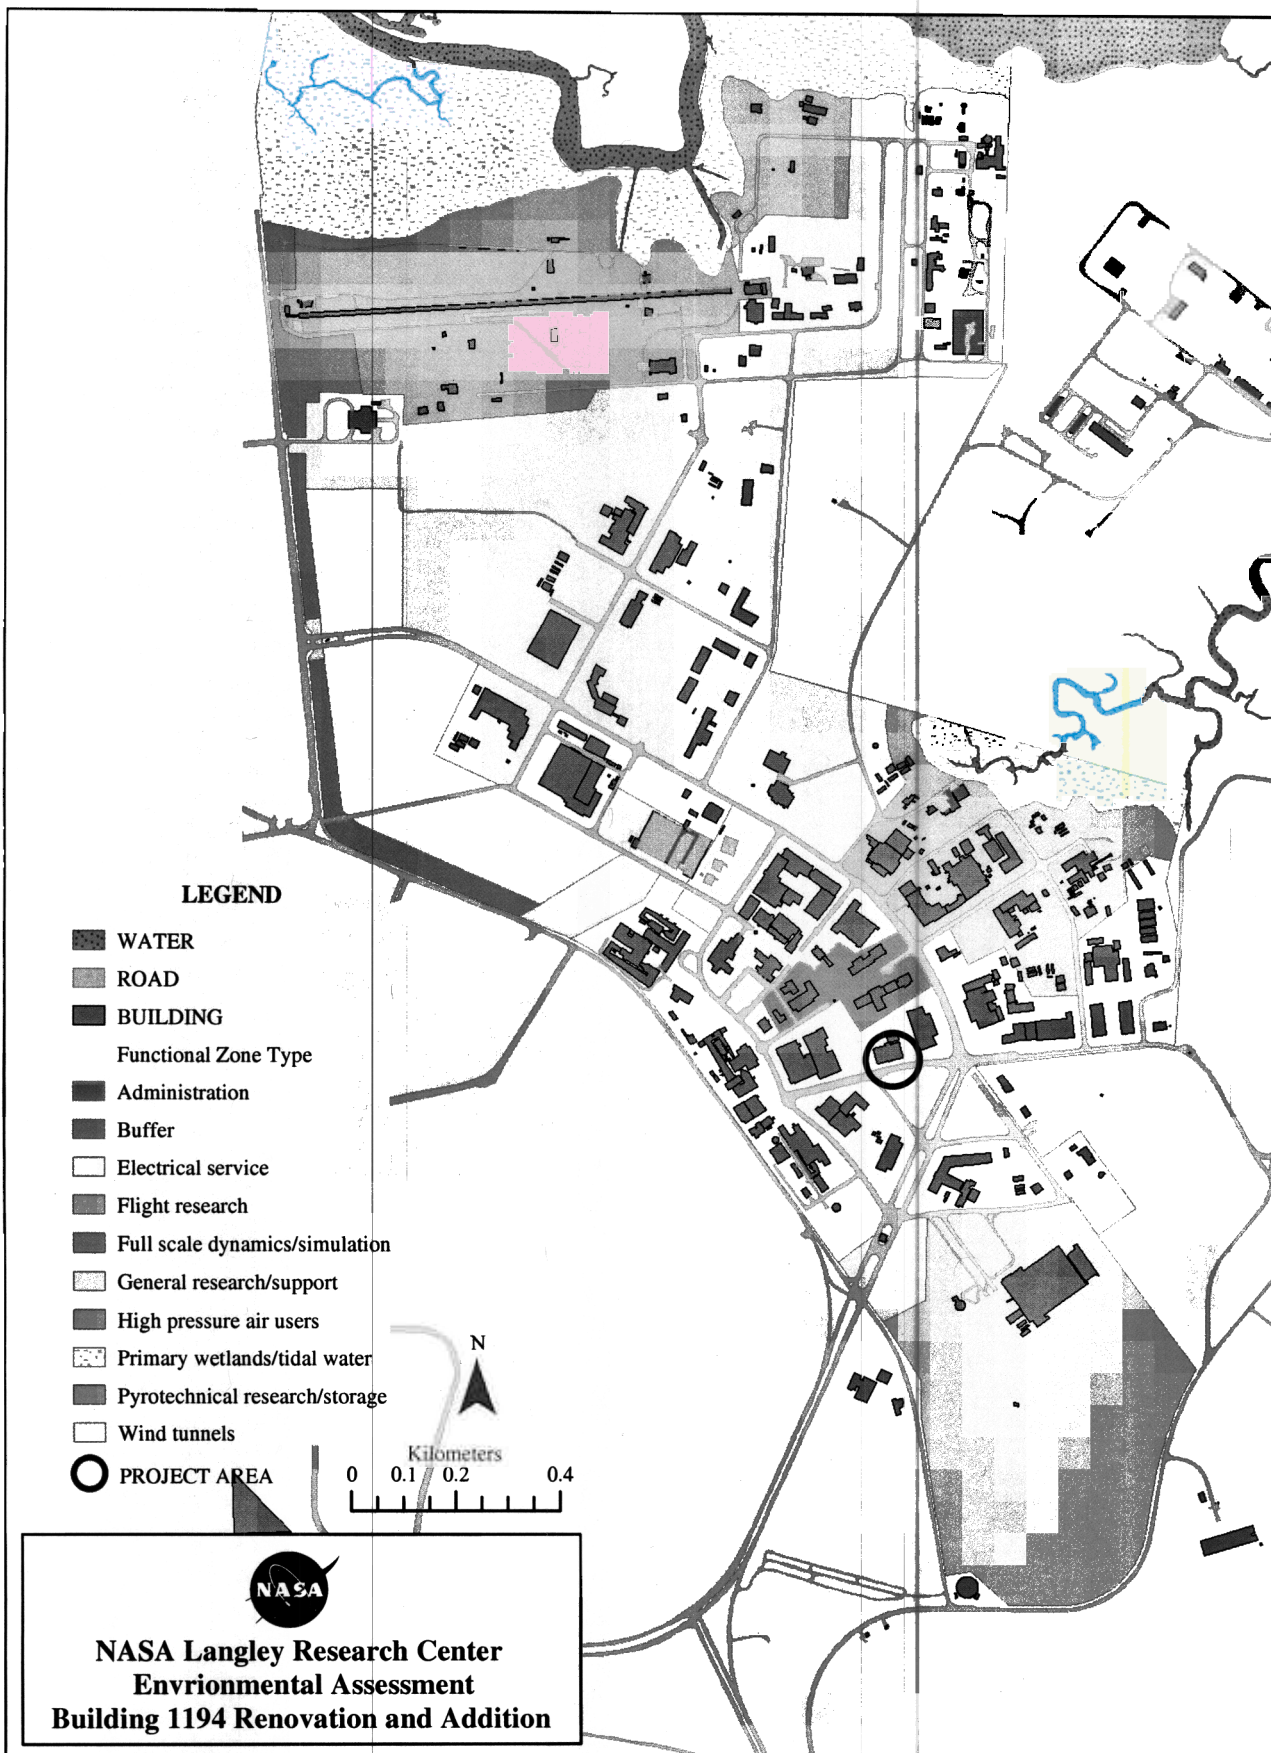 LEGEND
WATER
ROAD
BUILDING
Functional Zone Type
Administration
Buffer
Electrical service
Flight research
Full scale dynamics/simulation
General research/support
High pressure air users
Primary wetlands/tidal water
Pyrotechnical research/storage
Wind tunnels
PROJECT AREA
N
Kilometers
0 0.1 0.2 0.4
NASA
NASA Langley Research Center
Envrionmental Assessment
Building 1194 Renovation and Addition